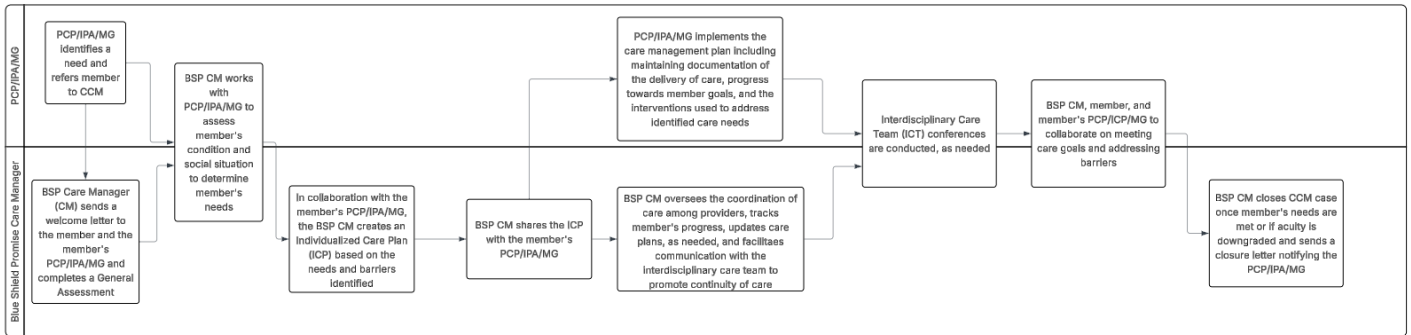 PCP/IPA/MG
PCP/IPA/MG
identifies a
need and
refers member
to CCM
BSP CM works
with
PCP/IPA/MG to
assess
member's
condition and
social situation
to determine
member's
needs
PCP/IPA/MG implements the
care management plan including
maintaining documentation of
the delivery of care, progress
towards member goals, and the
interventions used to address
identified care needs
Interdisciplinary Care
Team (ICT) conferences
are conducted, as needed
BSP CM, member, and
member's PCP/ICP/MG to
collaborate on meeting
care goals and addressing
barriers
Blue Shield Promise Care Manager
BSP Care Manager
(CM) sends a
welcome letter to
the member and the
member's
PCP/IPA/MG and
completes a General
Assessment
In collaboration with the
member's PCP/IPA/MG,
the BSP CM creates an
Individualized Care Plan
(ICP) based on the
needs and barriers
identified
BSP CM shares the ICP
with the member's
PCP/IPA/MG
BSP CM oversees the coordination of
care among providers, tracks
member's progress, updates care
plans, as needed, and facilitaes
communication with the
interdisciplinary care team to
promote continuity of care
BSP CM closes CCM case
once member's needs are
met or if acuity is
downgraded and sends a
closure letter notifying the
PCP/IPA/MG